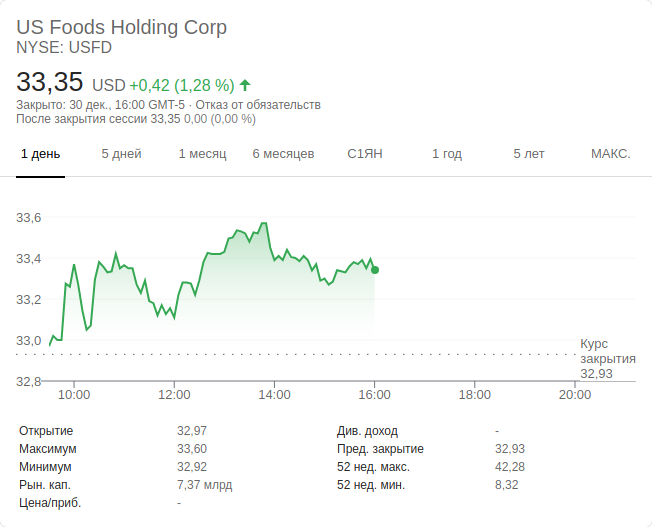 US Foods Holding Corp
NYSE: USFD
33,35 USD +0,42 (1,28 %)
Закрыто: 30 дек., 16:00 GMT-5 · Отказ от обязательств
После закрытия сессии 33,35 0,00 (0,00 %)
1 день 5 дней 1 месяц 6 месяцев С1ЯН 1 год 5 лет МАКС.
33,6
33,4
33,2
33,0
32,8
Курс
закрытия
32,93
10:00 12:00 14:00 16:00 18:00 20:00
Открытие 32,97 Див. доход -
Максимум 33,60 Пред. закрытие 32,93
Минимум 32,92 52 нед. макс. 42,28
Рын. кап. 7,37 млрд 52 нед. мин. 8,32
Цена/приб. -